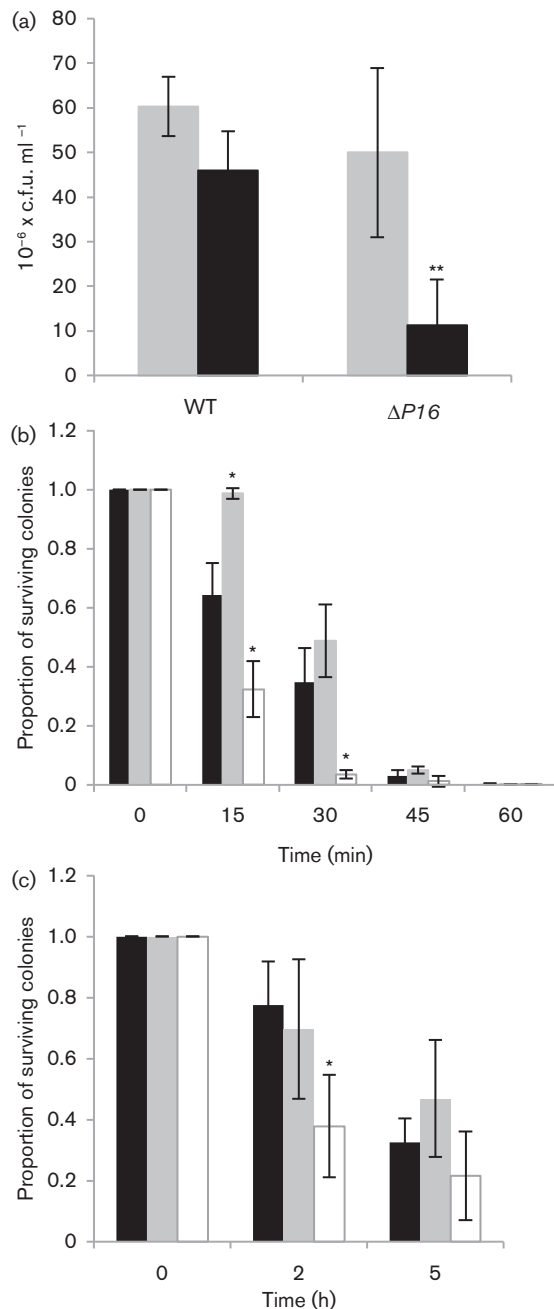 (a)
80
70
60
50
40
30
20
10
0
10⁻⁶ x c.f.u. ml ⁻¹
**
WT
ΔP16
(b)
1.2
1.0
0.8
0.6
0.4
0.2
0
Proportion of surviving colonies
*
*
*
0 15 30 45 60
Time (min)
(c)
1.2
1.0
0.8
0.6
0.4
0.2
0
Proportion of surviving colonies
*
0 2 5
Time (h)